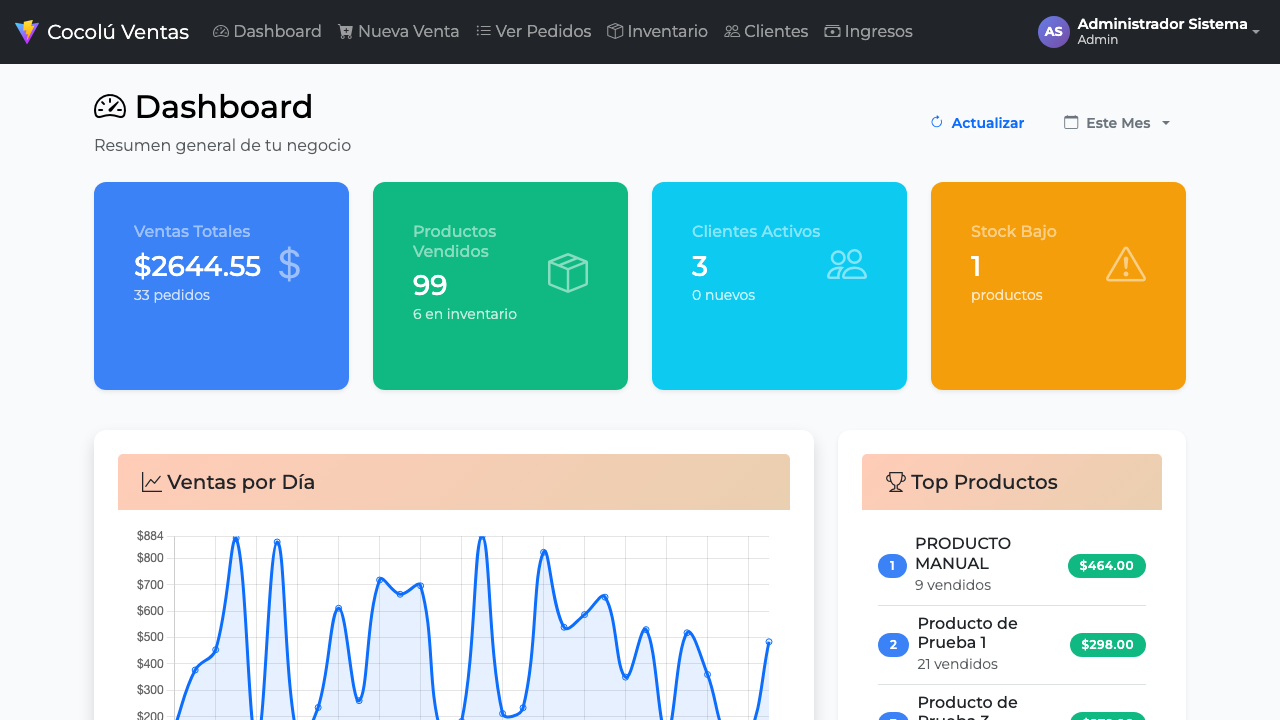 Cocolú Ventas
Dashboard
Nueva Venta
Ver Pedidos
Inventario
Clientes
Ingresos
AS
Administrador Sistema
Admin
Dashboard
Resumen general de tu negocio
Actualizar
Este Mes
Ventas Totales
$2644.55
33 pedidos
Productos
Vendidos
99
6 en inventario
Clientes Activos
3
0 nuevos
Stock Bajo
1
productos
Ventas por Día
$884
$800
$700
$600
$500
$400
$300
$200
Top Productos
1
PRODUCTO
MANUAL
9 vendidos
$464.00
2
Producto de
Prueba 1
21 vendidos
$298.00
Producto de
Prueba 3